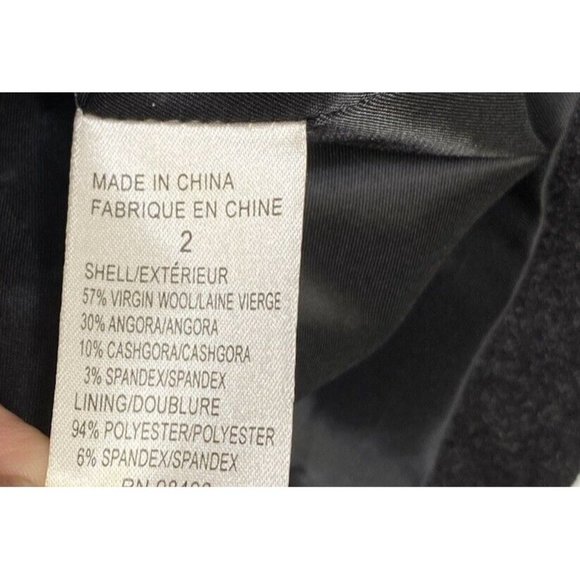 MADE IN CHINA
FABRIQUE EN CHINE
2
SHELL/EXTÉRIEUR
57% VIRGIN WOOL/LAINE VIERGE
30% ANGORA/ANGORA
10% CASHGORA/CASHGORA
3% SPANDEX/SPANDEX
LINING/DOUBLURE
94% POLYESTER/POLYESTER
6% SPANDEX/SPANDEX
RN